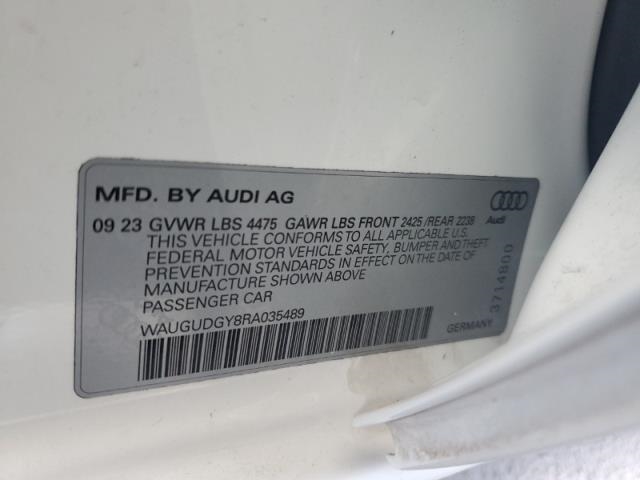 MFD. BY AUDI AG
Audi
09 23 GVWR LBS 4475 GAWR LBS FRONT 2425 /REAR 2238
THIS VEHICLE CONFORMS TO ALL APPLICABLE U.S.
FEDERAL MOTOR VEHICLE SAFETY, BUMPER AND THEFT
PREVENTION STANDARDS IN EFFECT ON THE DATE OF
MANUFACTURE SHOWN ABOVE
PASSENGER CAR
WAUGUDGY8RA035489
GERMANY
3714800